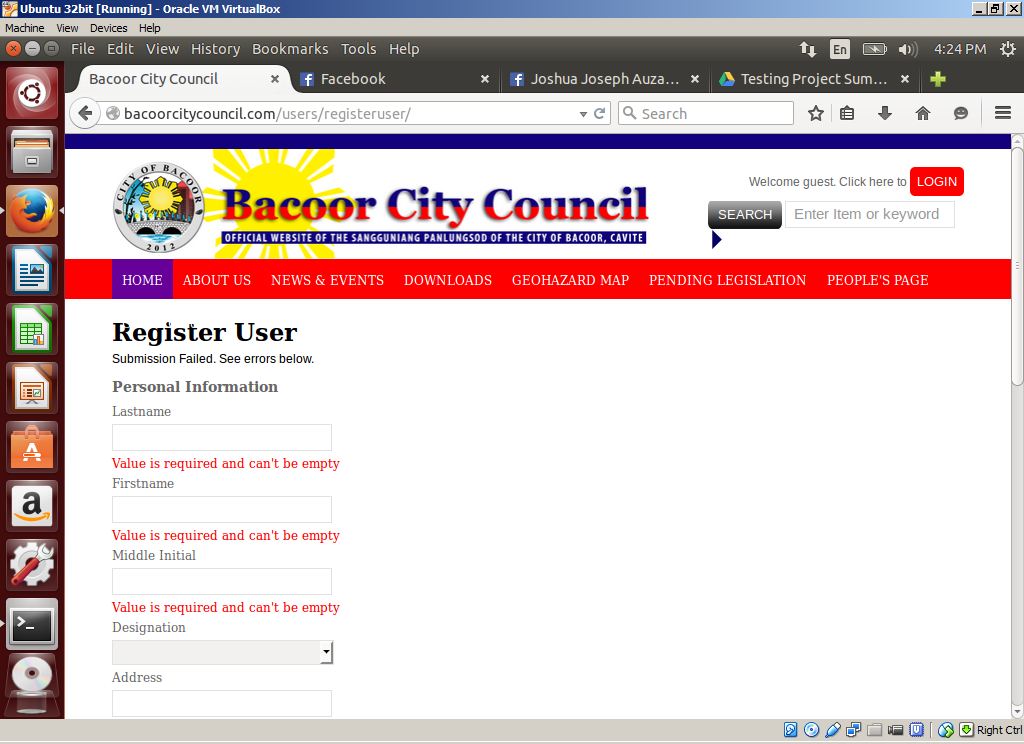 Ubuntu 32bit [Running] - Oracle VM VirtualBox
Machine View Devices Help
File Edit View History Bookmarks Tools Help
En
4:24 PM
Bacoor City Council
Facebook
Joshua Joseph Auza...
Testing Project Sum...
bacoorcitycouncil.com/users/registeruser/
Search
CITY OF BACOOR
2012
Bacoor City Council
OFFICIAL WEBSITE OF THE SANGGUNIANG PANLUNGSOD OF THE CITY OF BACOOR, CAVITE
Welcome guest. Click here to LOGIN
SEARCH Enter Item or keyword
HOME ABOUT US NEWS & EVENTS DOWNLOADS GEOHAZARD MAP PENDING LEGISLATION PEOPLE'S PAGE
Register User
Submission Failed. See errors below.
Personal Information
Lastname
Value is required and can't be empty
Firstname
Value is required and can't be empty
Middle Initial
Value is required and can't be empty
Designation
Address
Right Ctrl